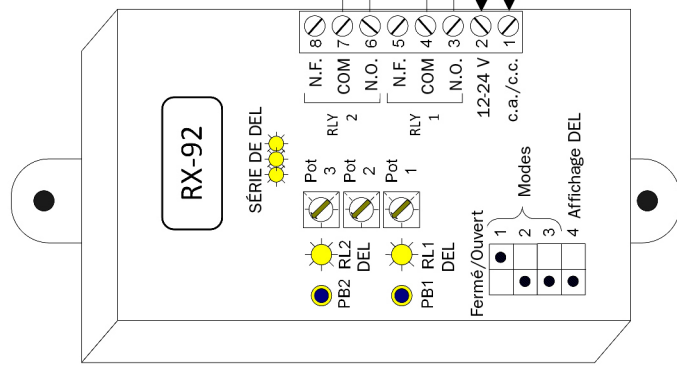 RX-92
SÉRIE DE DEL
8
7
6
5
4
3
2
1
N.F.
COM
N.O.
N.F.
COM
N.O.
12-24 V
c.a./c.c.
RLY
2
RLY
1
Pot
3
Pot
2
Pot
1
RL2
DEL
RL1
DEL
PB2
PB1
Fermé/Ouvert
1
2
3
4
Modes
Affichage DEL